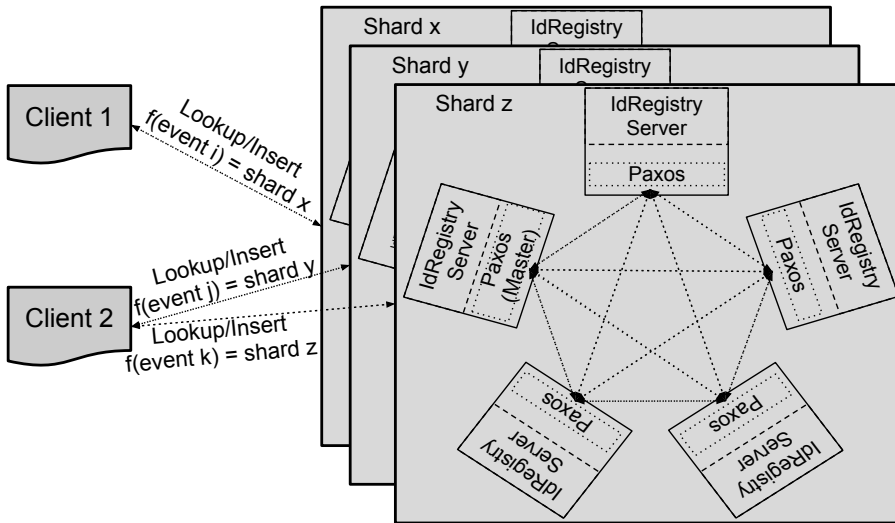 Shard x
IdRegistry
Shard y
IdRegistry
Shard z
IdRegistry
Server
Paxos
Client 1
Lookup/Insert
f(event i) = shard x
Client 2
Lookup/Insert
f(event j) = shard y
Lookup/Insert
f(event k) = shard z
IdRegistry
Server
Paxos
(Master)
IdRegistry
Server
Paxos
Paxos
IdRegistry
Server
Paxos
IdRegistry
Server